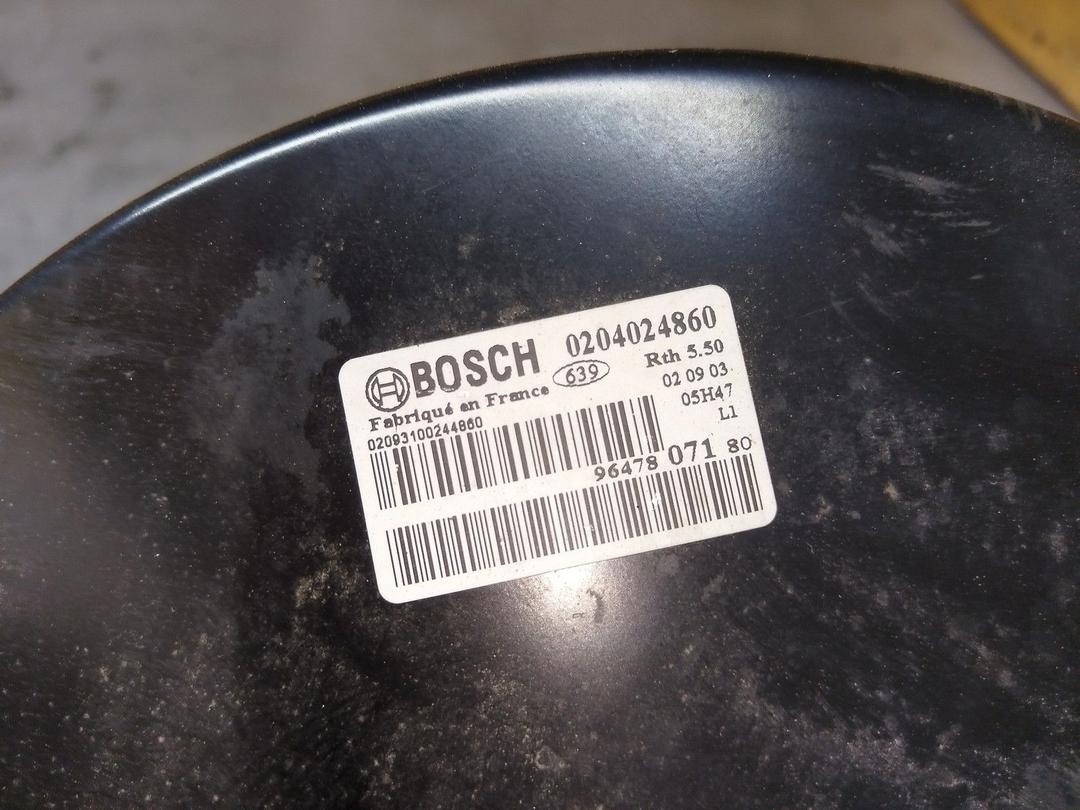 BOSCH 0204024860
Fabriqué en France 639 Rth 5.50
02093100244860 02 09 03
05H47
L1
96478 071 80